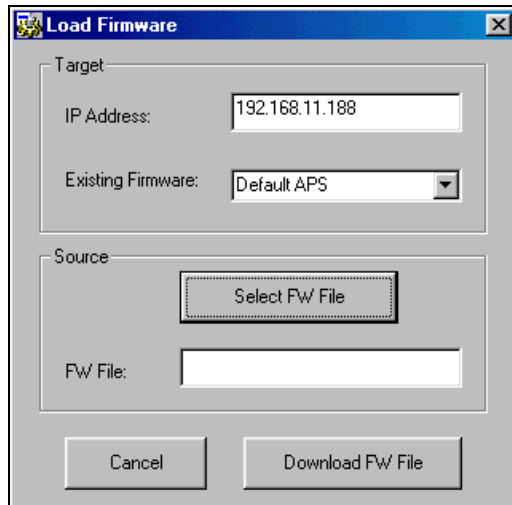 Load Firmware
Target
IP Address: 192.168.11.188
Existing Firmware: Default APS
Source
Select FW File
FW File:
Cancel Download FW File